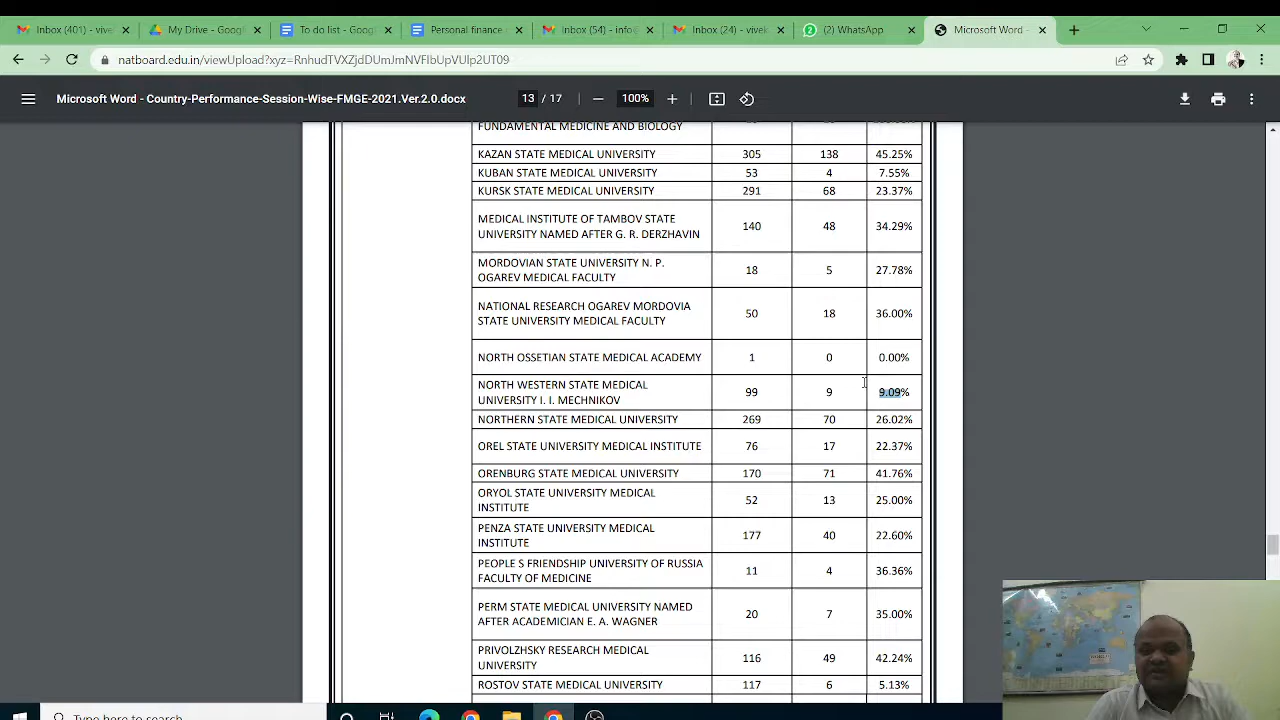 Inbox (401) - vive
My Drive - Googl
To do list - Goog
Personal finance
Inbox (54) - info@
Inbox (24) - vivek
(2) WhatsApp
Microsoft Word -
natboard.edu.in/viewUpload?xyz=RnhudTVXZjdDUmJmNVFIbUpVUlp2UT09
Microsoft Word - Country-Performance-Session-Wise-FMGE-2021.Ver.2.0.docx
13 / 17
100%
FUNDAMENTAL MEDICINE AND BIOLOGY
KAZAN STATE MEDICAL UNIVERSITY 305 138 45.25%
KUBAN STATE MEDICAL UNIVERSITY 53 4 7.55%
KURSK STATE MEDICAL UNIVERSITY 291 68 23.37%
MEDICAL INSTITUTE OF TAMBOV STATE
UNIVERSITY NAMED AFTER G. R. DERZHAVIN 140 48 34.29%
MORDOVIAN STATE UNIVERSITY N. P.
OGAREV MEDICAL FACULTY 18 5 27.78%
NATIONAL RESEARCH OGAREV MORDOVIA
STATE UNIVERSITY MEDICAL FACULTY 50 18 36.00%
NORTH OSSETIAN STATE MEDICAL ACADEMY 1 0 0.00%
NORTH WESTERN STATE MEDICAL
UNIVERSITY I. I. MECHNIKOV 99 9 9.09%
NORTHERN STATE MEDICAL UNIVERSITY 269 70 26.02%
OREL STATE UNIVERSITY MEDICAL INSTITUTE 76 17 22.37%
ORENBURG STATE MEDICAL UNIVERSITY 170 71 41.76%
ORYOL STATE UNIVERSITY MEDICAL
INSTITUTE 52 13 25.00%
PENZA STATE UNIVERSITY MEDICAL
INSTITUTE 177 40 22.60%
PEOPLE S FRIENDSHIP UNIVERSITY OF RUSSIA
FACULTY OF MEDICINE 11 4 36.36%
PERM STATE MEDICAL UNIVERSITY NAMED
AFTER ACADEMICIAN E. A. WAGNER 20 7 35.00%
PRIVOLZHSKY RESEARCH MEDICAL
UNIVERSITY 116 49 42.24%
ROSTOV STATE MEDICAL UNIVERSITY 117 6 5.13%
Type here to search